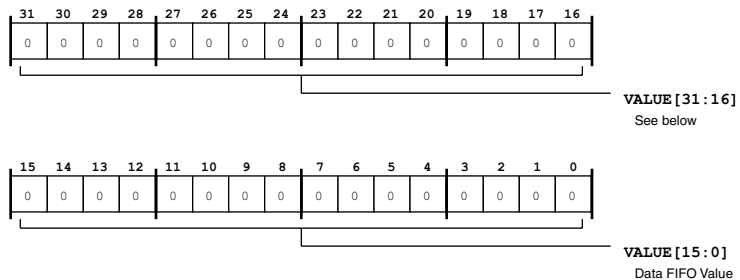 31 30 29 28 27 26 25 24 23 22 21 20 19 18 17 16
0 0 0 0 0 0 0 0 0 0 0 0 0 0 0 0
VALUE[31:16]
See below
15 14 13 12 11 10 9 8 7 6 5 4 3 2 1 0
0 0 0 0 0 0 0 0 0 0 0 0 0 0 0 0
VALUE[15:0]
Data FIFO Value